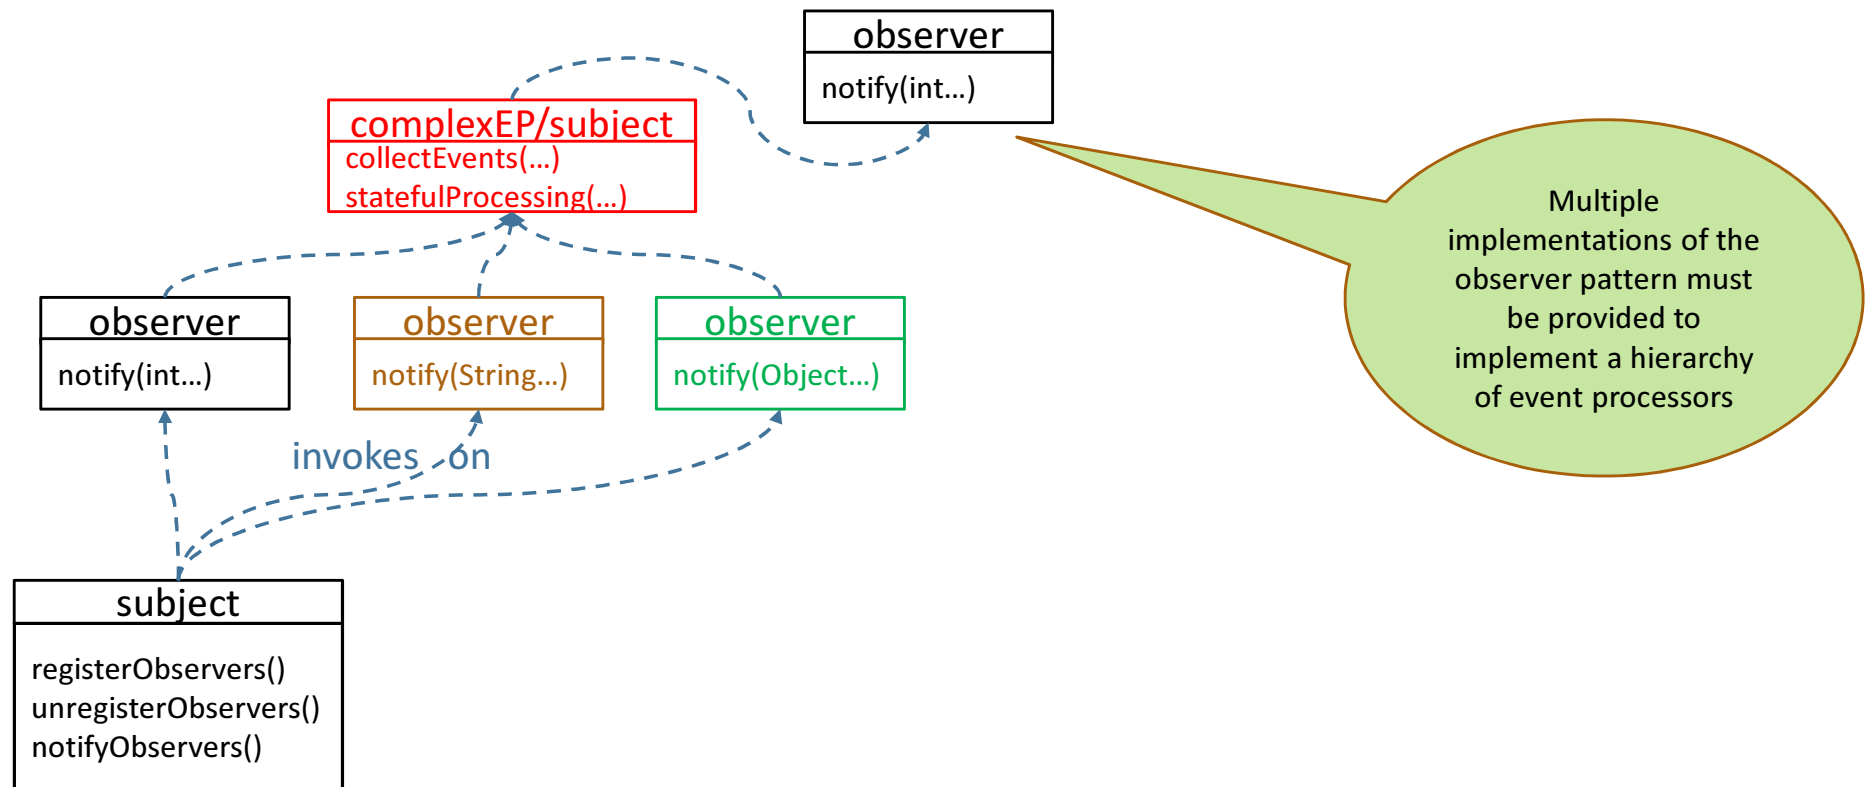 observer
notify(int…)
complexEP/subject
collectEvents(…)
statefulProcessing(…)
Multiple
implementations of the
observer pattern must
be provided to
implement a hierarchy
of event processors
observer
notify(int…)
observer
notify(String…)
observer
notify(Object…)
invokes on
subject
registerObservers()
unregisterObservers()
notifyObservers()